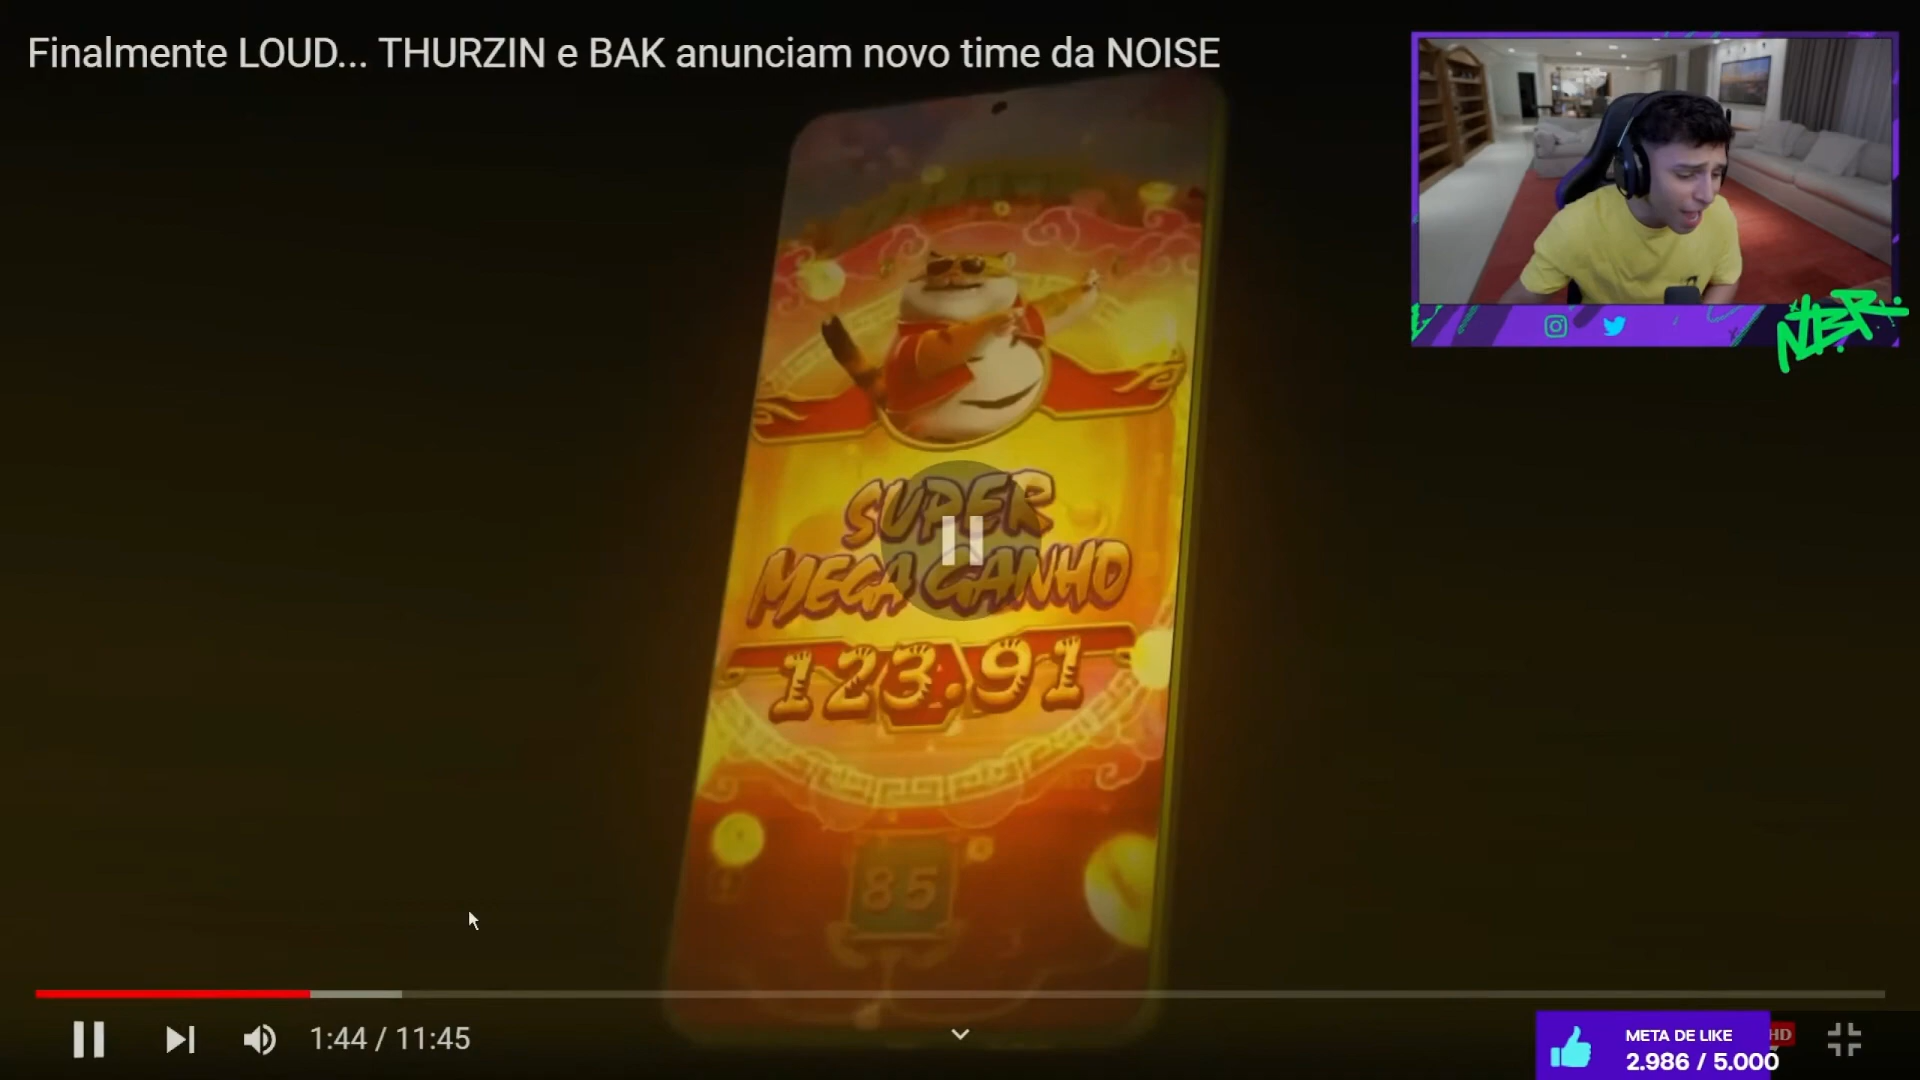 Finalmente LOUD... THURZIN e BAK anunciam novo time da NOISE
NBR
SUPER
MEGA GANHO
123.91
85
1:44 / 11:45
META DE LIKE
HD
2.986 / 5.000